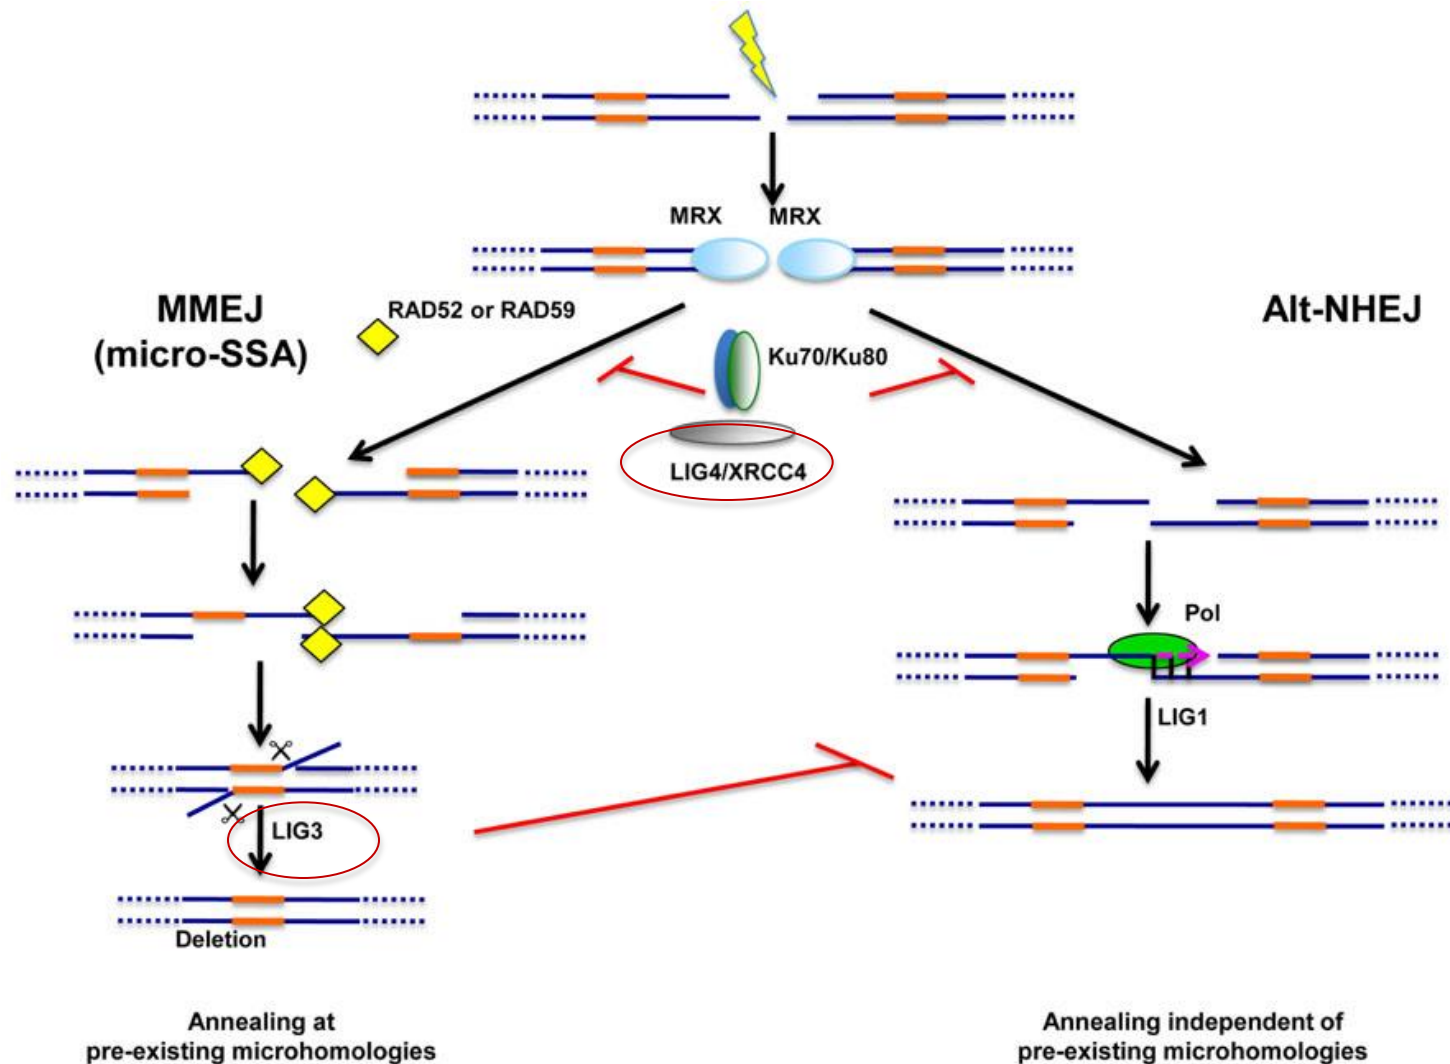 MRX
MRX
MMEJ
(micro-SSA)
RAD52 or RAD59
Ku70/Ku80
Alt-NHEJ
LIG4/XRCC4
Pol
LIG1
LIG3
Deletion
Annealing at
pre-existing microhomologies
Annealing independent of
pre-existing microhomologies